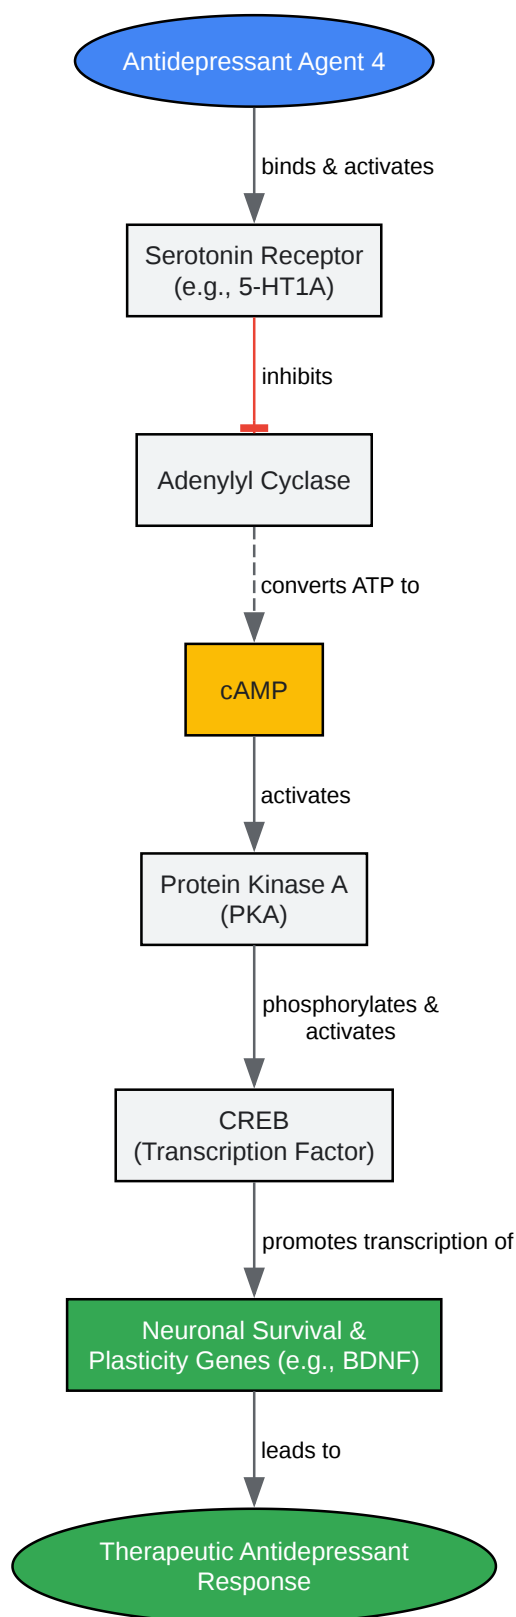 Antidepressant Agent 4
binds & activates
Serotonin Receptor
(e.g., 5-HT1A)
inhibits
Adenylyl Cyclase
converts ATP to
cAMP
activates
Protein Kinase A
(PKA)
phosphorylates &
activates
CREB
(Transcription Factor)
promotes transcription of
Neuronal Survival &
Plasticity Genes (e.g., BDNF)
leads to
Therapeutic Antidepressant
Response